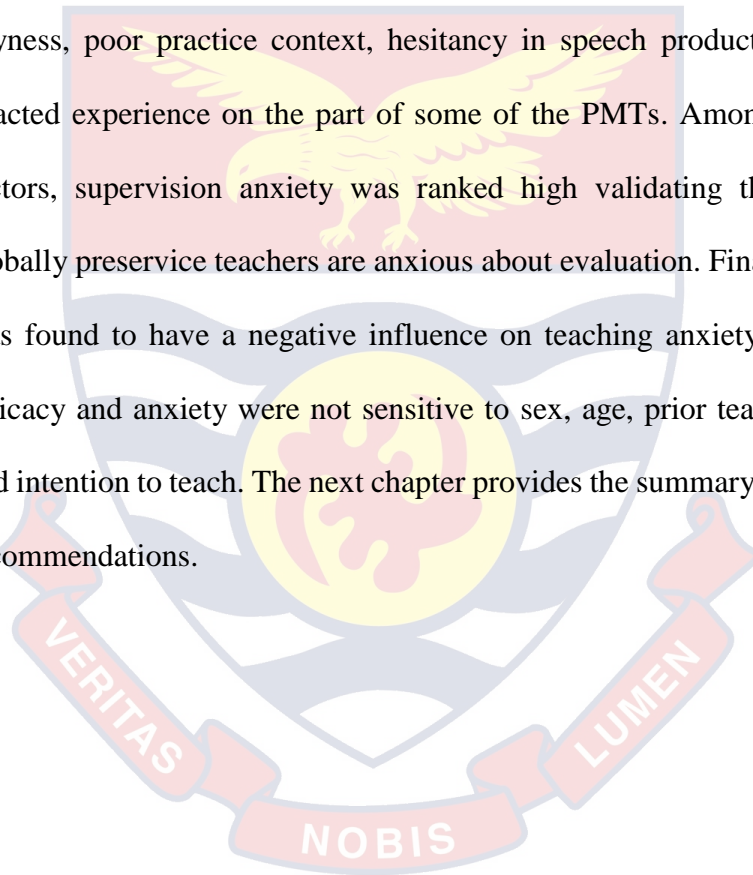 yness, poor practice context, hesitancy in speech product
acted experience on the part of some of the PMTs. Amon
ctors, supervision anxiety was ranked high validating th
obally preservice teachers are anxious about evaluation. Fina
s found to have a negative influence on teaching anxiety
icacy and anxiety were not sensitive to sex, age, prior tea
d intention to teach. The next chapter provides the summary
commendations.
VERITAS
NOBIS
LUMEN